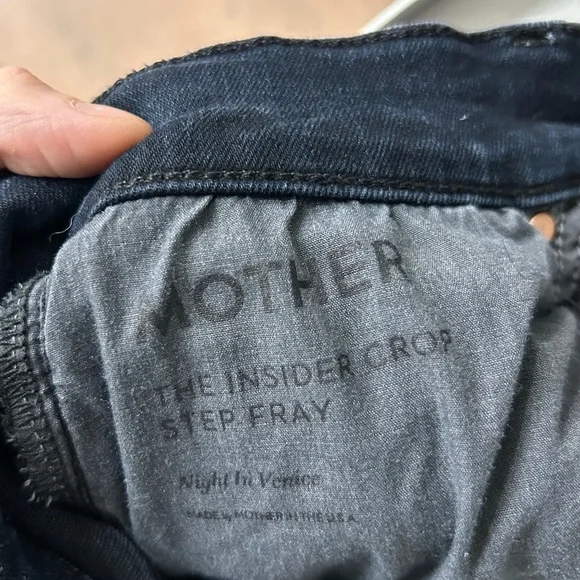 MOTHER
THE INSIDER CROP
STEP FRAY
Night In Venice
MADE by MOTHER IN THE U.S.A.